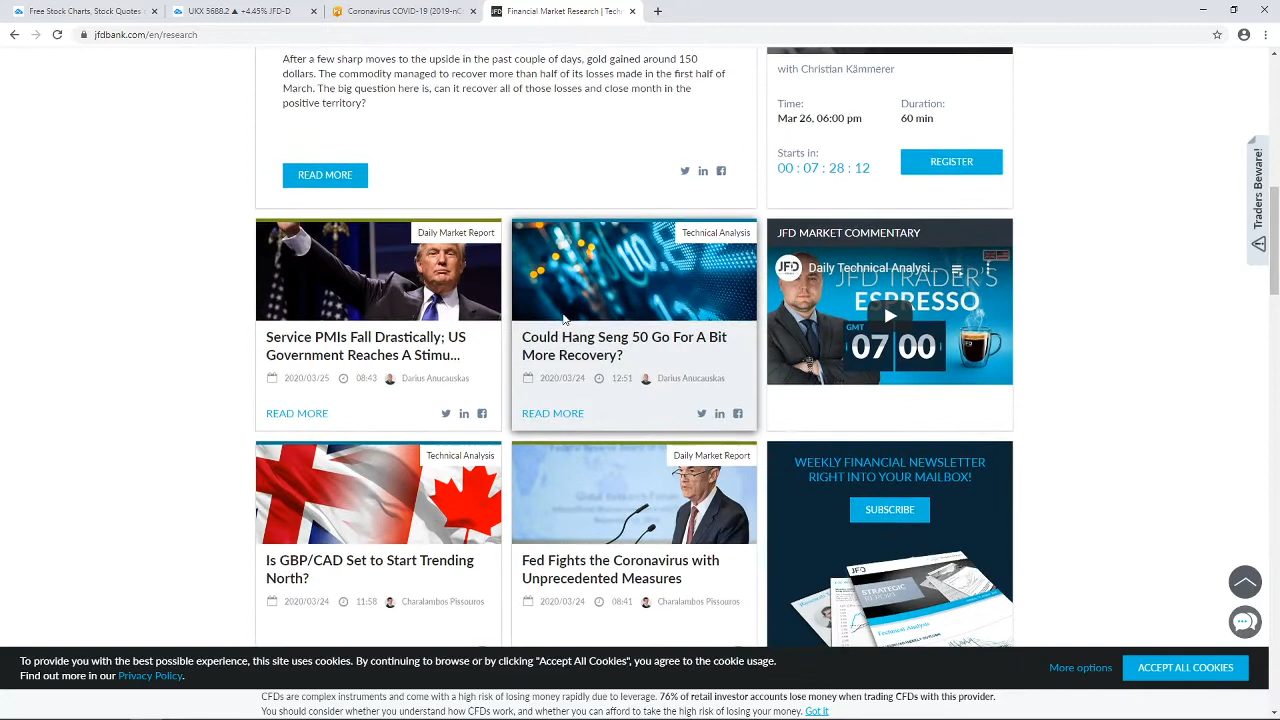 Free Stock Charts, Stock Quotes
UKX 5688.2 ▲ +4.45% JFD-D
Coronavirus COVID-19 (2019-nC
Financial Market Research | Tech
jfdbank.com/en/research
After a few sharp moves to the upside in the past couple of days, gold gained around 150
dollars. The commodity managed to recover more than half of its losses made in the first half of
March. The big question here is, can it recover all of those losses and close month in the
positive territory?
READ MORE
with Christian Kämmerer
Time:
Duration:
Mar 26, 06:00 pm
60 min
Starts in:
00 : 07 : 28 : 12
REGISTER
Traders Beware!
Daily Market Report
Service PMIs Fall Drastically; US
Government Reaches A Stimu...
2020/03/25 08:43 Darius Anucauskas
READ MORE
Technical Analysis
Could Hang Seng 50 Go For A Bit
More Recovery?
2020/03/24 12:51 Darius Anucauskas
READ MORE
JFD MARKET COMMENTARY
JFD
Daily Technical Analysi...
JFD TRADER'S
ESPRESSO
GMT
07 00
Technical Analysis
Is GBP/CAD Set to Start Trending
North?
2020/03/24 11:58 Charalambos Pissouros
Daily Market Report
Fed Fights the Coronavirus with
Unprecedented Measures
2020/03/24 08:41 Charalambos Pissouros
WEEKLY FINANCIAL NEWSLETTER
RIGHT INTO YOUR MAILBOX!
SUBSCRIBE
JFD
STRATEGIC
Technical Analysis
To provide you with the best possible experience, this site uses cookies. By continuing to browse or by clicking "Accept All Cookies", you agree to the cookie usage.
Find out more in our Privacy Policy.
More options
ACCEPT ALL COOKIES
CFDs are complex instruments and come with a high risk of losing money rapidly due to leverage. 76% of retail investor accounts lose money when trading CFDs with this provider.
You should consider whether you understand how CFDs work, and whether you can afford to take the high risk of losing your money. Got it